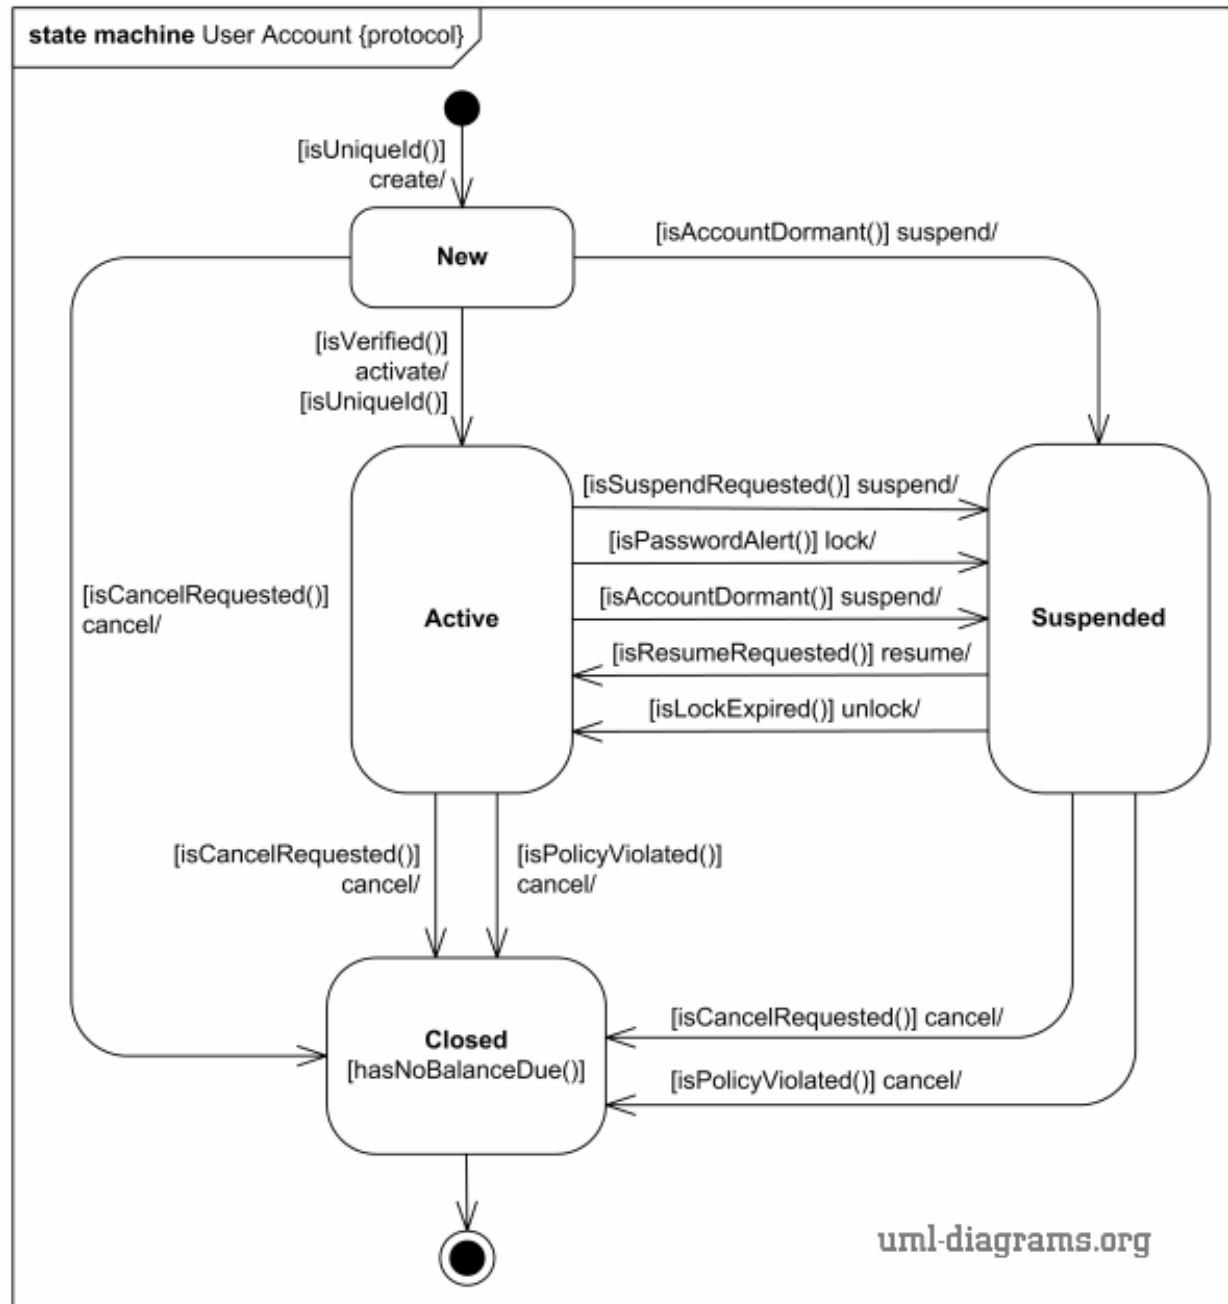 state machine User Account {protocol}
[isUniqueId()]
create/
New
[isAccountDormant()] suspend/
[isVerified()]
activate/
[isUniqueId()]
[isSuspendRequested()] suspend/
[isPasswordAlert()] lock/
[isCancelRequested()]
cancel/
[isAccountDormant()] suspend/
Active
Suspended
[isResumeRequested()] resume/
[isLockExpired()] unlock/
[isCancelRequested()]
cancel/
[isPolicyViolated()]
cancel/
[isCancelRequested()] cancel/
Closed
[hasNoBalanceDue()]
[isPolicyViolated()] cancel/
uml-diagrams.org